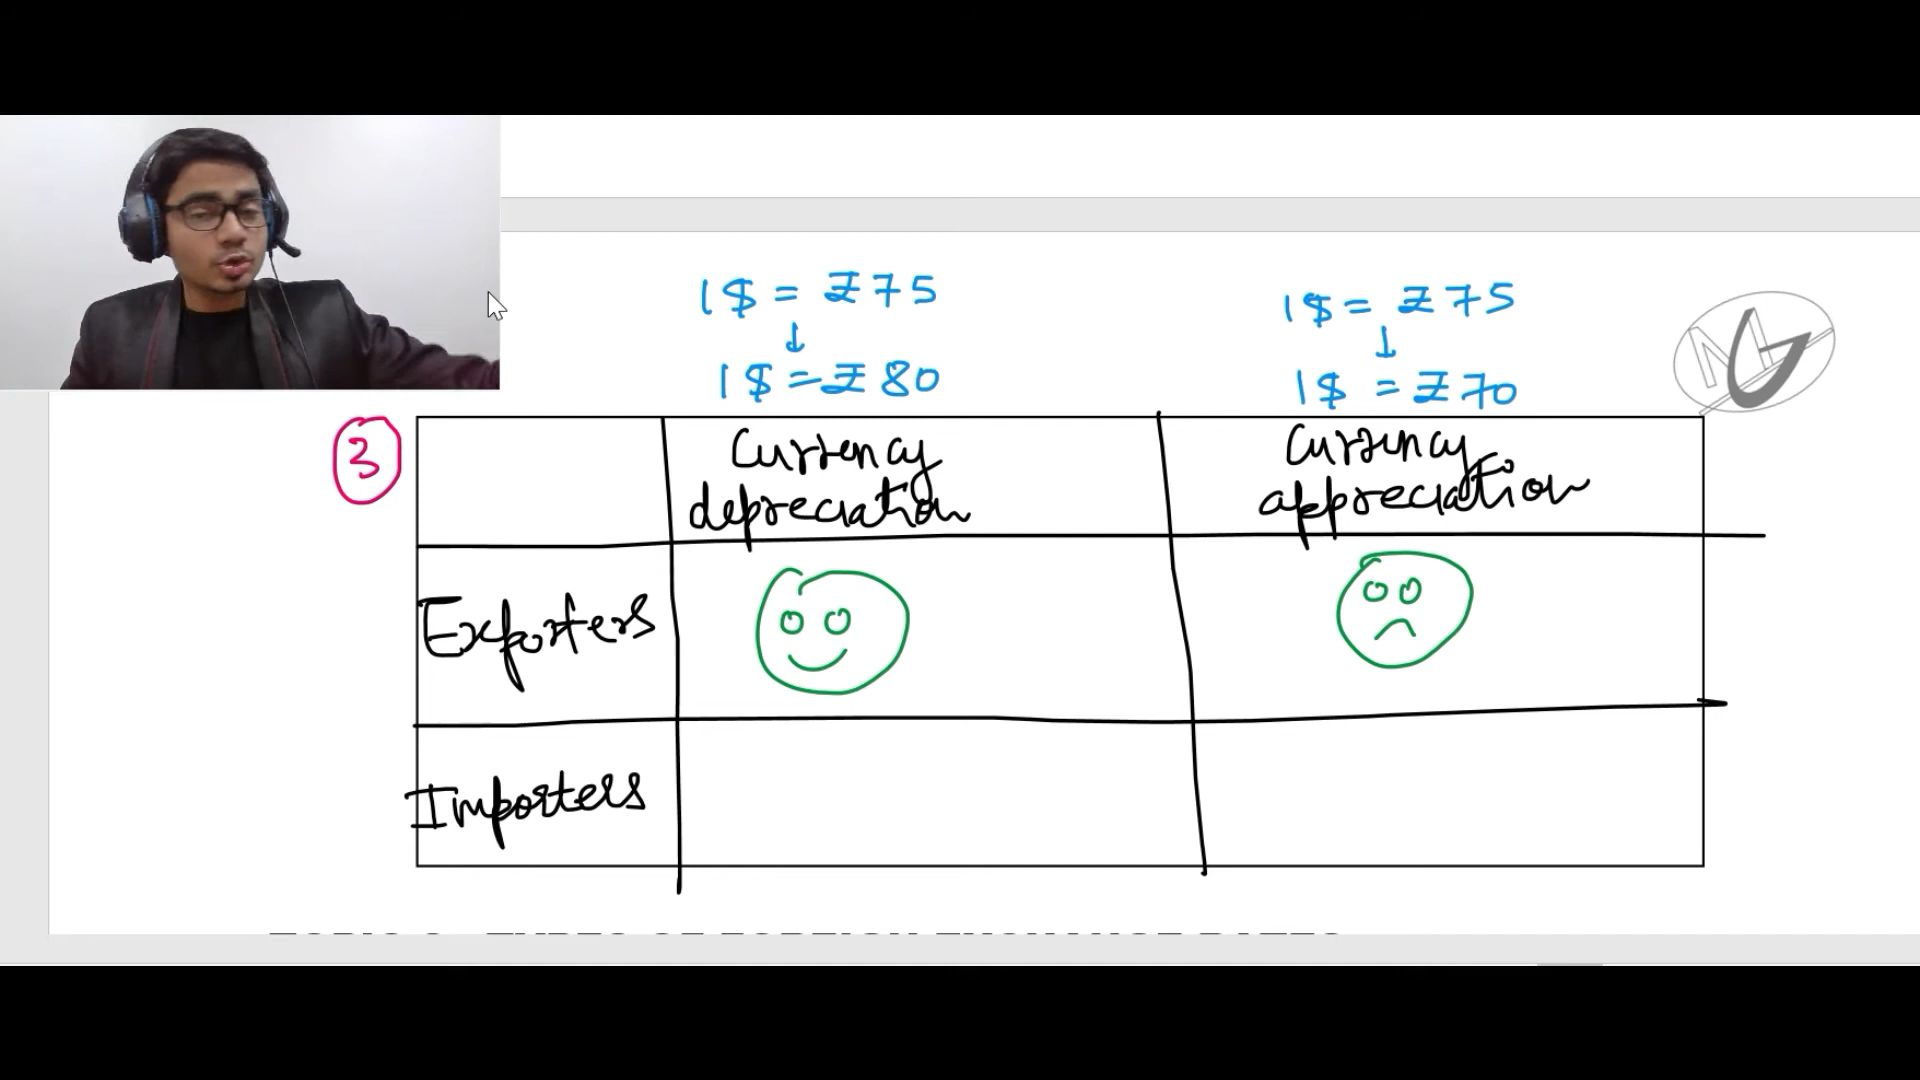 1$ = ₹75
1$ = ₹75
↓
↓
1$ = ₹80
1$ = ₹70
3
Currency
depreciation
Currency
appreciation
Exporters
Importers